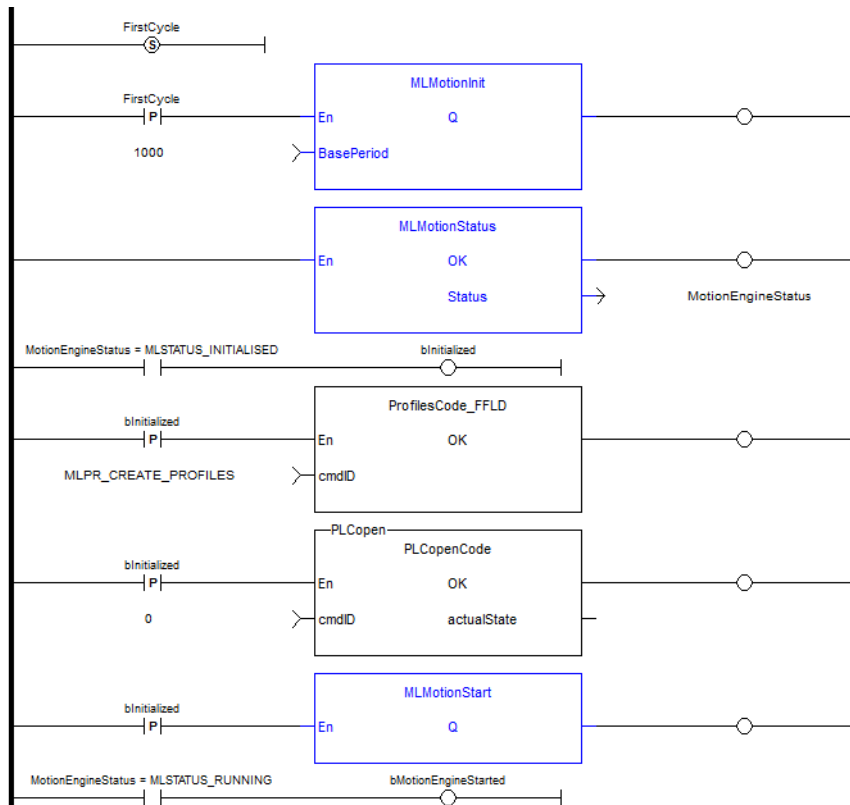 FirstCycle
S
FirstCycle
P
MLMotionInit
En Q
1000
BasePeriod
MLMotionStatus
En OK
Status
MotionEngineStatus
MotionEngineStatus = MLSTATUS_INITIALISED
bInitialized
bInitialized
P
ProfilesCode_FFLD
En OK
MLPR_CREATE_PROFILES
cmdID
PLCopen
PLCopenCode
bInitialized
P
En OK
0
cmdID actualState
MLMotionStart
bInitialized
P
En Q
MotionEngineStatus = MLSTATUS_RUNNING
bMotionEngineStarted